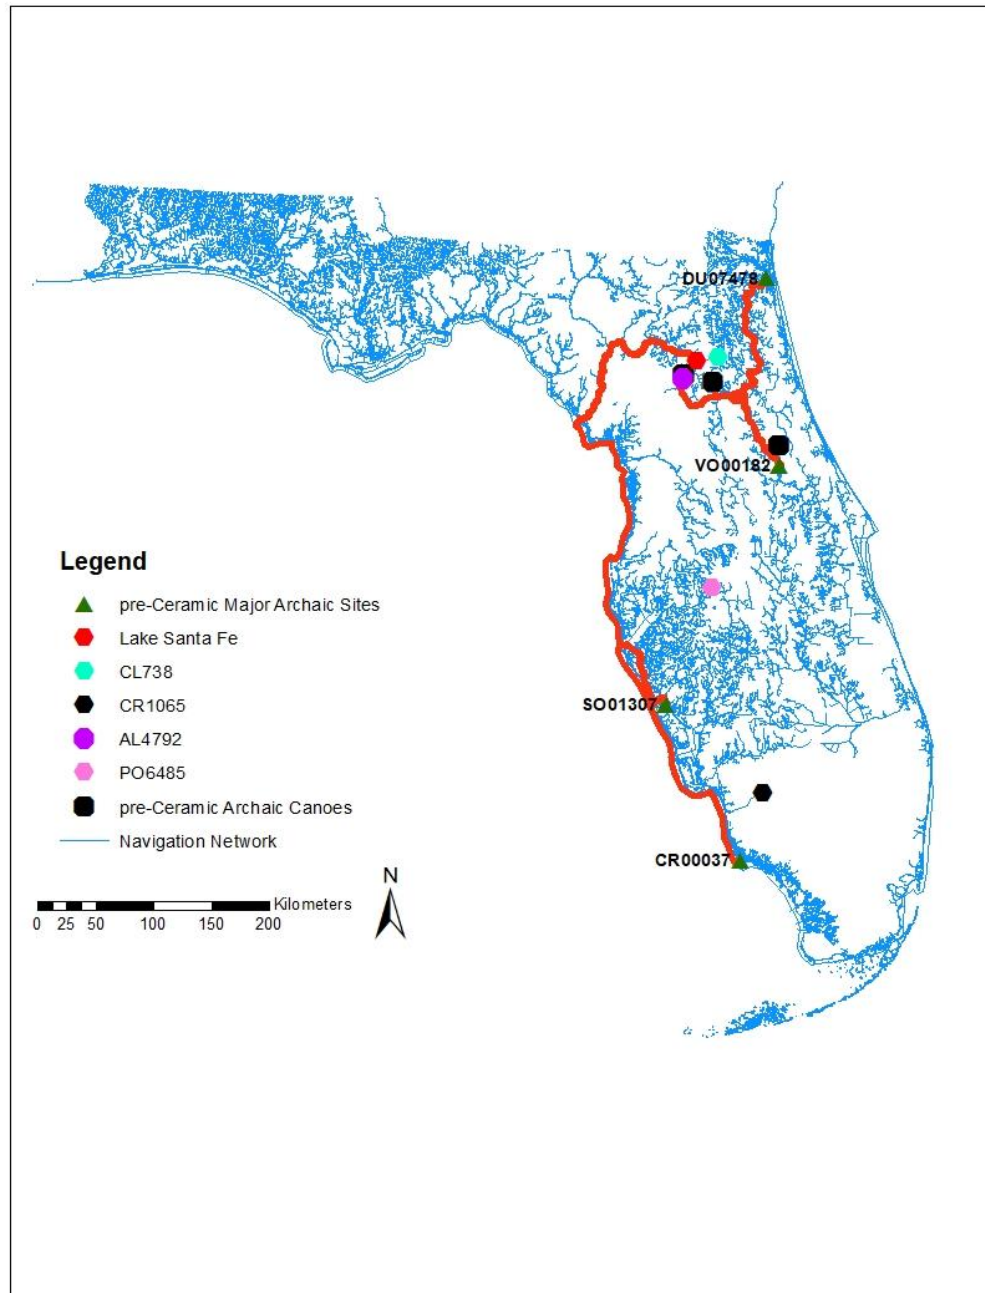 DU07478
VO00182
Legend
pre-Ceramic Major Archaic Sites
Lake Santa Fe
CL738
CR1065
AL4792
PO6485
pre-Ceramic Archaic Canoes
Navigation Network
SO01307
CR00037
N
Kilometers
0 25 50 100 150 200